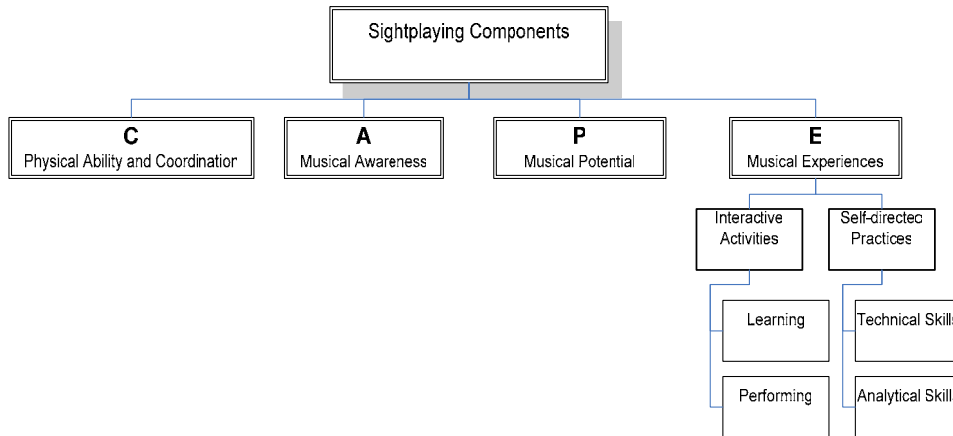 Sightplaying Components
C
Physical Ability and Coordination
A
Musical Awareness
P
Musical Potential
E
Musical Experiences
Interactive
Activities
Self-directed
Practices
Learning
Technical Skills
Performing
Analytical Skills